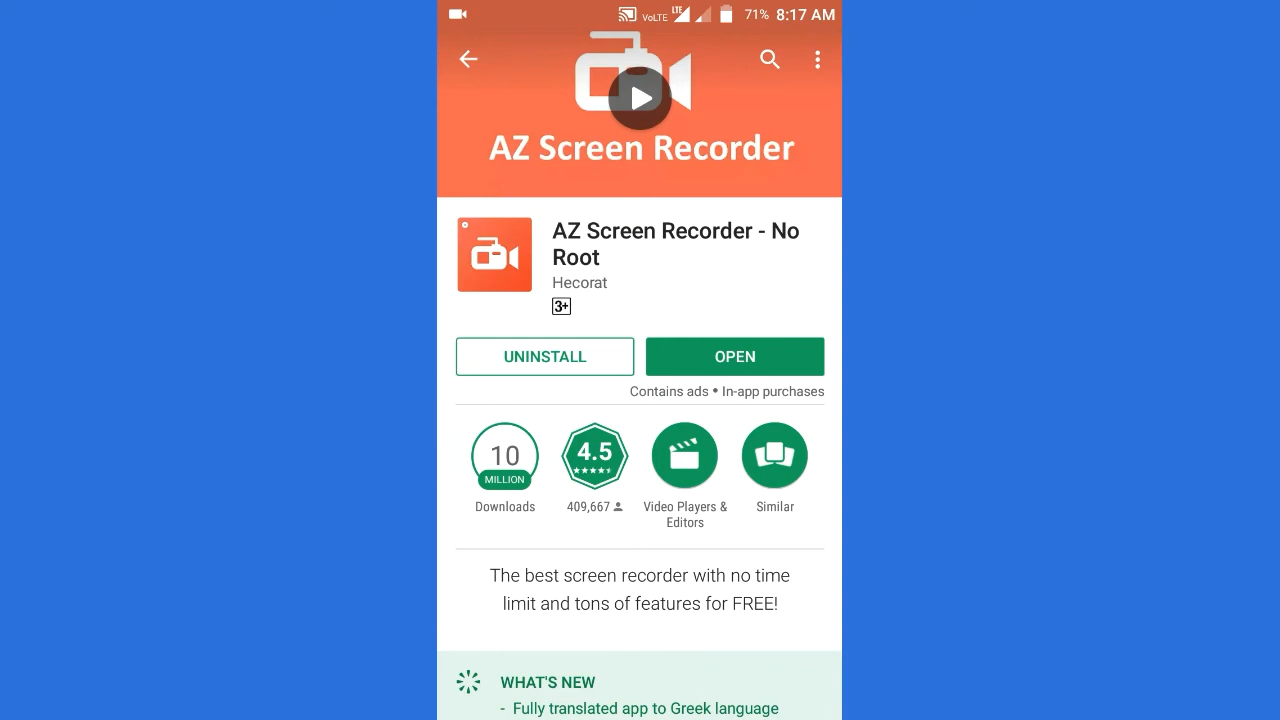 VoLTE LTE 71% 8:17 AM
AZ Screen Recorder
AZ Screen Recorder - No
Root
Hecorat
3+
UNINSTALL OPEN
Contains ads • In-app purchases
10 4.5
MILLION
Downloads 409,667 Video Players & Similar
Editors
The best screen recorder with no time
limit and tons of features for FREE!
WHAT'S NEW
- Fully translated app to Greek language